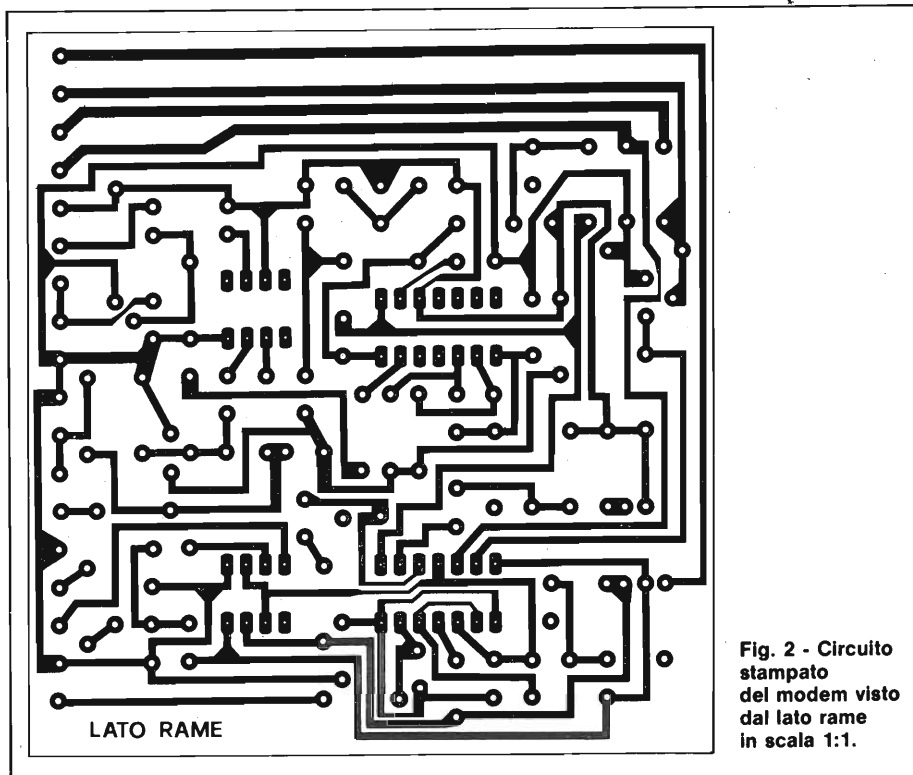 LATO RAME
Fig. 2 - Circuito
stampato
del modem visto
dal lato rame
in scala 1:1.